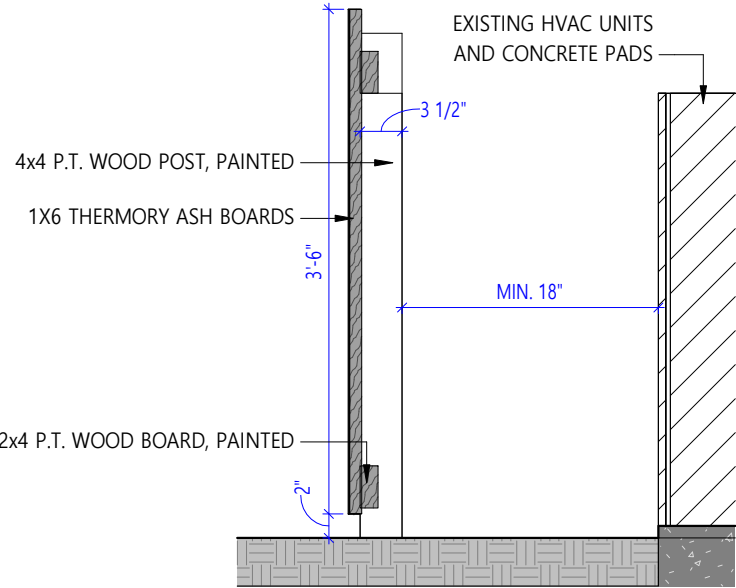 EXISTING HVAC UNITS
AND CONCRETE PADS
3 1/2"
4x4 P.T. WOOD POST, PAINTED
1X6 THERMORY ASH BOARDS
3'-6"
MIN. 18"
2x4 P.T. WOOD BOARD, PAINTED
2"